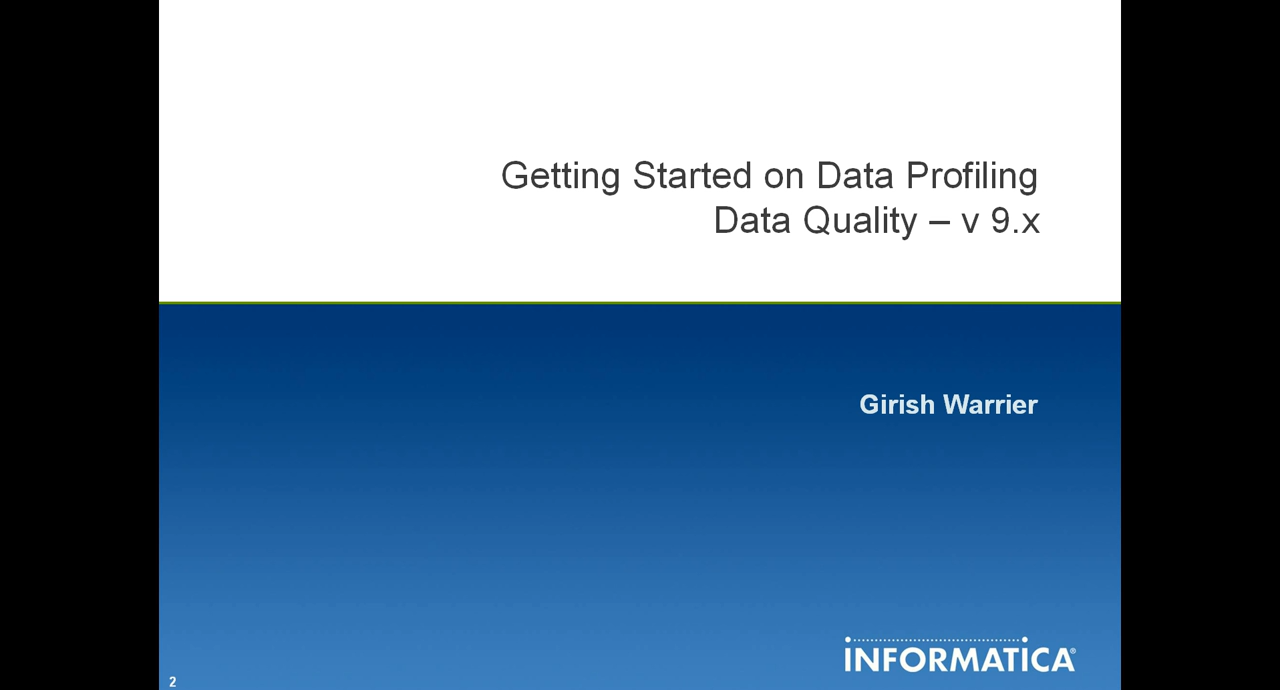 Getting Started on Data Profiling
Data Quality – v 9.x
Girish Warrier
INFORMATICA®
2